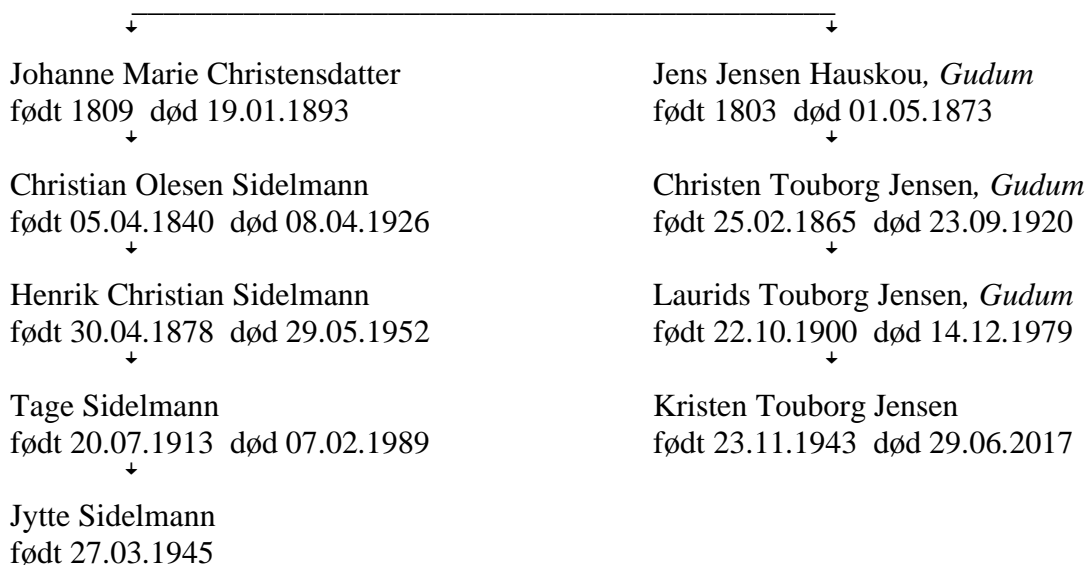 Johanne Marie Christensdatter
født 1809 død 19.01.1893
Christian Olesen Sidelmann
født 05.04.1840 død 08.04.1926
Henrik Christian Sidelmann
født 30.04.1878 død 29.05.1952
Tage Sidelmann
født 20.07.1913 død 07.02.1989
Jytte Sidelmann
født 27.03.1945
Jens Jensen Hauskou, Gudum
født 1803 død 01.05.1873
Christen Touborg Jensen, Gudum
født 25.02.1865 død 23.09.1920
Laurids Touborg Jensen, Gudum
født 22.10.1900 død 14.12.1979
Kristen Touborg Jensen
født 23.11.1943 død 29.06.2017